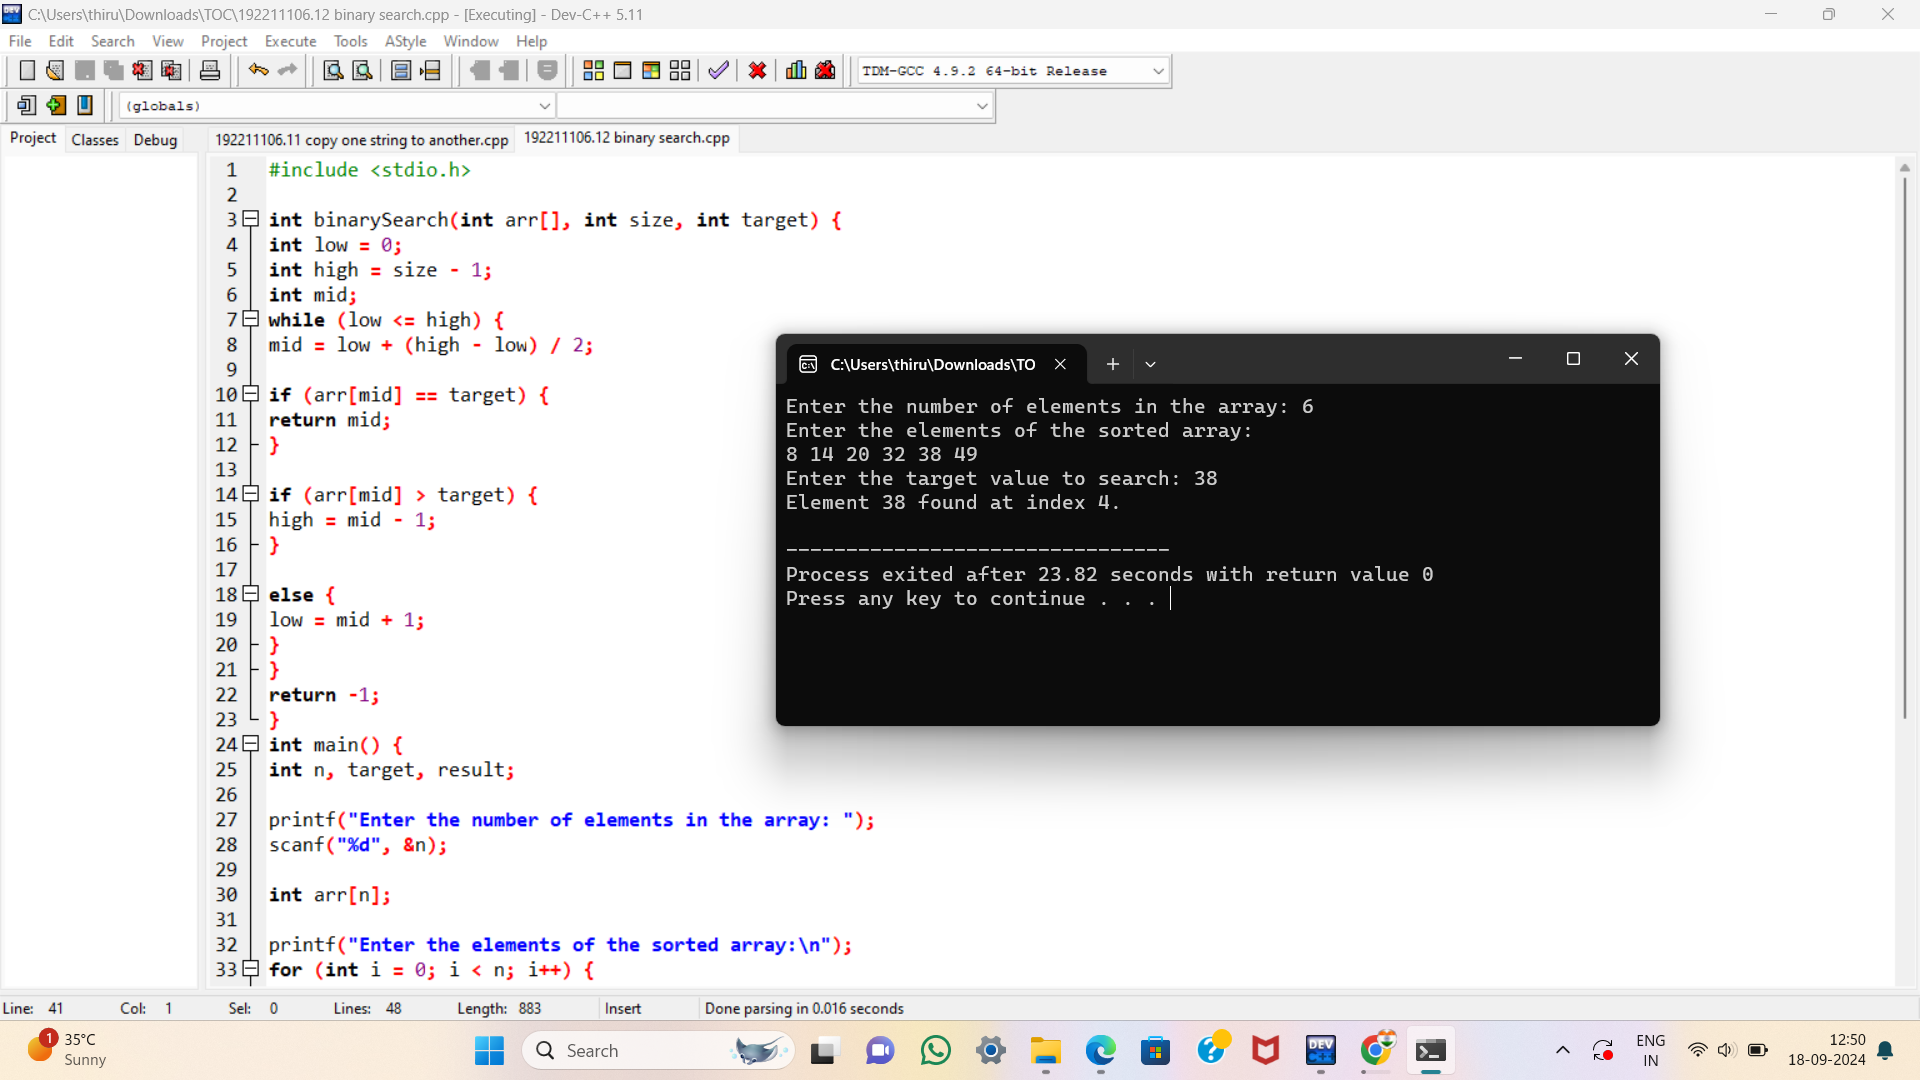 C:\Users\thiru\Downloads\TOC\192211106.12 binary search.cpp - [Executing] - Dev-C++ 5.11
File Edit Search View Project Execute Tools AStyle Window Help
TDM-GCC 4.9.2 64-bit Release
(globals)
Project Classes Debug
192211106.11 copy one string to another.cpp 192211106.12 binary search.cpp
1 #include <stdio.h>
2
3 int binarySearch(int arr[], int size, int target) {
4 int low = 0;
5 int high = size - 1;
6 int mid;
7 while (low <= high) {
8 mid = low + (high - low) / 2;
9
10 if (arr[mid] == target) {
11 return mid;
12 }
13
14 if (arr[mid] > target) {
15 high = mid - 1;
16 }
17
18 else {
19 low = mid + 1;
20 }
21 }
22 return -1;
23 }
24 int main() {
25 int n, target, result;
26
27 printf("Enter the number of elements in the array: ");
28 scanf("%d", &n);
29
30 int arr[n];
31
32 printf("Enter the elements of the sorted array:\n");
33 for (int i = 0; i < n; i++) {
C:\Users\thiru\Downloads\TO
Enter the number of elements in the array: 6
Enter the elements of the sorted array:
8 14 20 32 38 49
Enter the target value to search: 38
Element 38 found at index 4.
--------------------------------
Process exited after 23.82 seconds with return value 0
Press any key to continue . . .
Line: 41 Col: 1 Sel: 0 Lines: 48 Length: 883 Insert Done parsing in 0.016 seconds
1
35°C
Sunny
Search
DEV
ENG
IN
12:50
18-09-2024